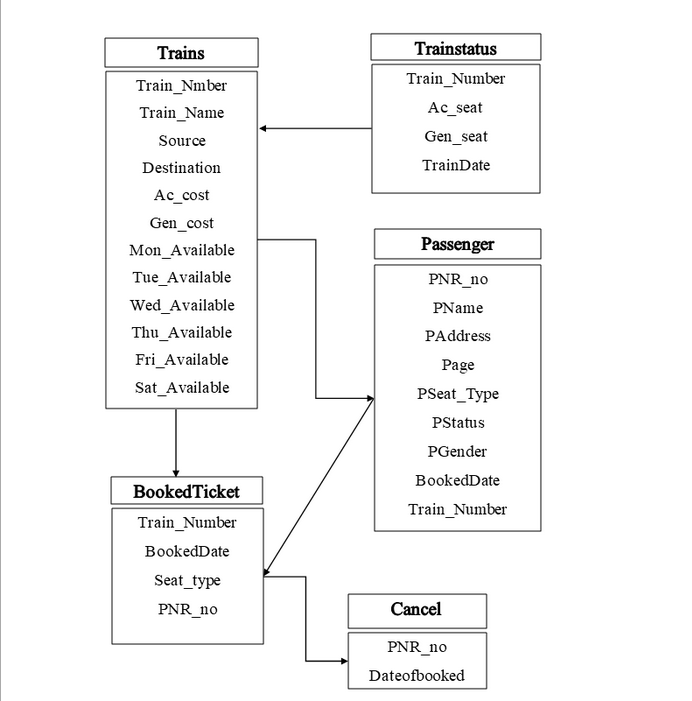 Trains
Train_Nmber
Train_Name
Source
Destination
Ac_cost
Gen_cost
Mon_Available
Tue_Available
Wed_Available
Thu_Available
Fri_Available
Sat_Available
Trainstatus
Train_Number
Ac_seat
Gen_seat
TrainDate
Passenger
PNR_no
PName
PAddress
Page
PSeat_Type
PStatus
PGender
BookedDate
Train_Number
BookedTicket
Train_Number
BookedDate
Seat_type
PNR_no
Cancel
PNR_no
Dateofbooked